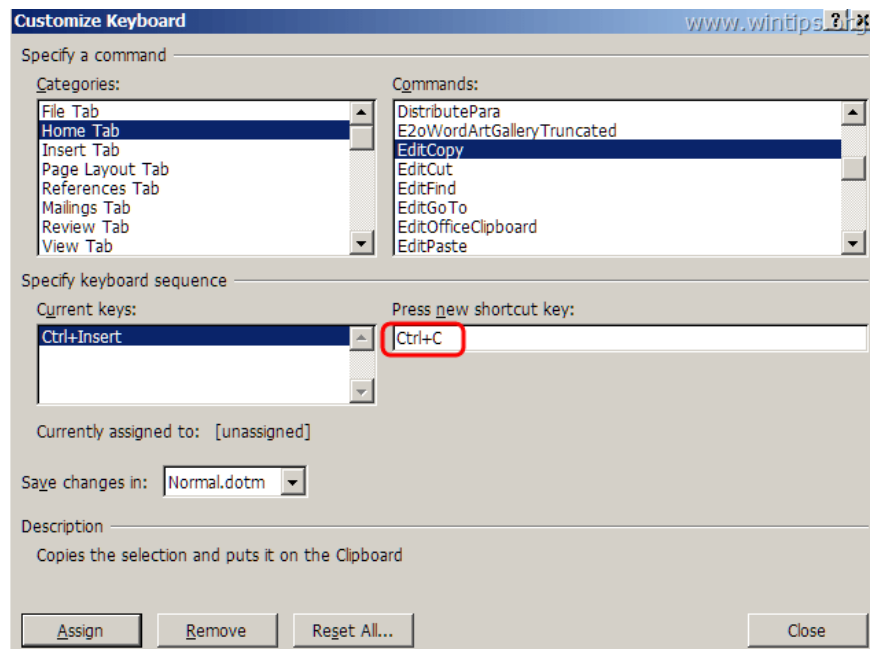 Customize Keyboard
www.wintips.org
Specify a command
Categories:
Commands:
File Tab
Home Tab
Insert Tab
Page Layout Tab
References Tab
Mailings Tab
Review Tab
View Tab
DistributePara
E2oWordArtGalleryTruncated
EditCopy
EditCut
EditFind
EditGoTo
EditOfficeClipboard
EditPaste
Specify keyboard sequence
Current keys:
Press new shortcut key:
Ctrl+Insert
Ctrl+C
Currently assigned to: [unassigned]
Save changes in: Normal.dotm
Description
Copies the selection and puts it on the Clipboard
Assign Remove Reset All... Close